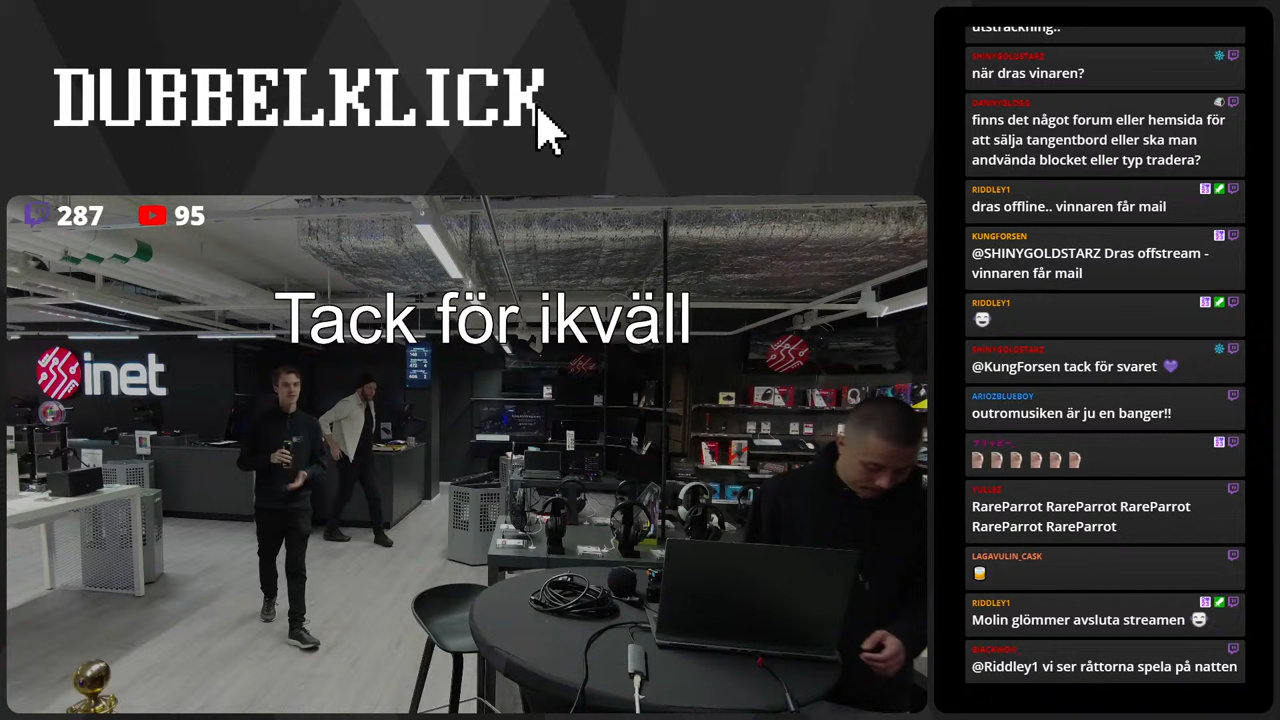 DUBBELKLICK
287
95
Tack för ikväll
inet
utsträckning..
SHINYGOLDSTARZ
när dras vinaren?
finns det något forum eller hemsida för
att sälja tangentbord eller ska man
andvända blocket eller typ tradera?
RIDDLEY1
dras offline.. vinnaren får mail
KUNGFORSEN
@SHINYGOLDSTARZ Dras offstream -
vinnaren får mail
RIDDLEY1
SHINYGOLDSTARZ
@KungForsen tack för svaret
ARIOZBLUEBOY
outromusiken är ju en banger!!
RareParrot RareParrot RareParrot
RareParrot RareParrot
LAGAVULIN_CASK
RIDDLEY1
Molin glömmer avsluta streamen
@Riddley1 vi ser råttorna spela på natten